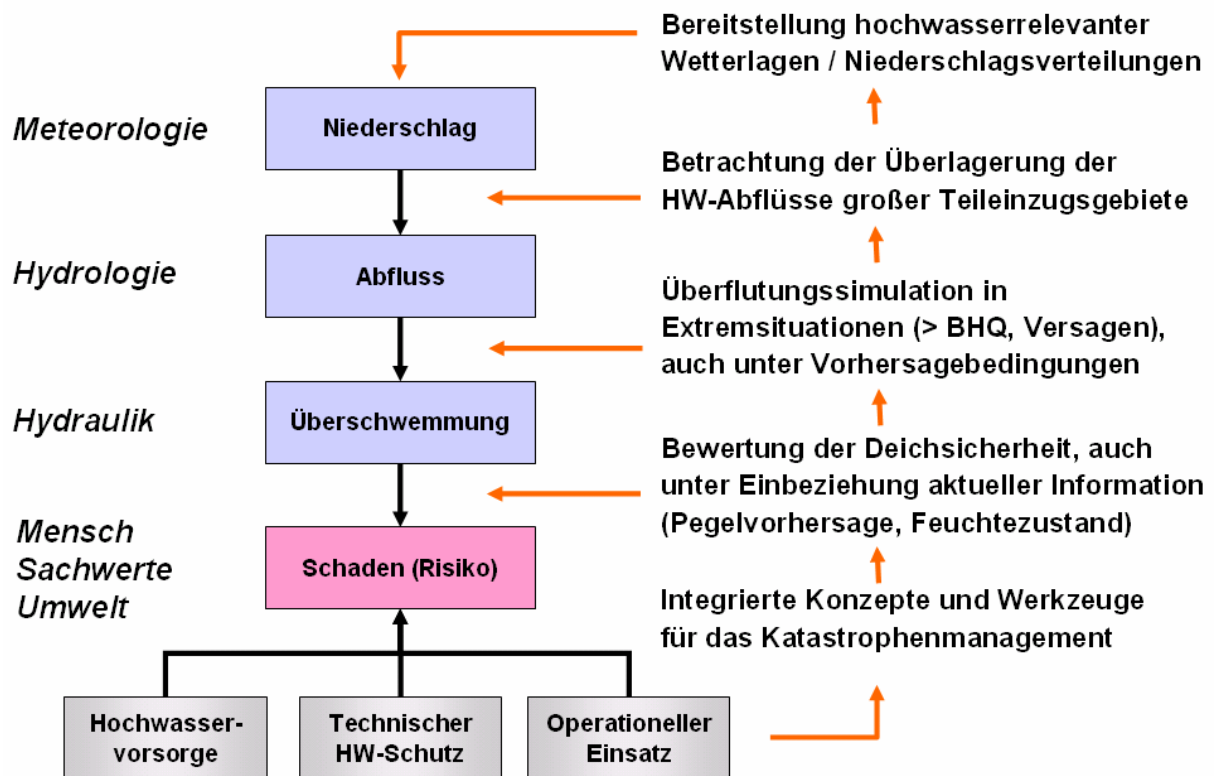 Bereitstellung hochwasserrelevanter
Wetterlagen / Niederschlagsverteilungen
Meteorologie
Niederschlag
Betrachtung der Überlagerung der
HW-Abflüsse großer Teileinzugsgebiete
Hydrologie
Abfluss
Überflutungssimulation in
Extremsituationen (> BHQ, Versagen),
auch unter Vorhersagebedingungen
Hydraulik
Überschwemmung
Bewertung der Deichsicherheit, auch
unter Einbeziehung aktueller Information
(Pegelvorhersage, Feuchtezustand)
Mensch
Sachwerte
Umwelt
Schaden (Risiko)
Integrierte Konzepte und Werkzeuge
für das Katastrophenmanagement
Hochwasser-
vorsorge
Technischer
HW-Schutz
Operationeller
Einsatz